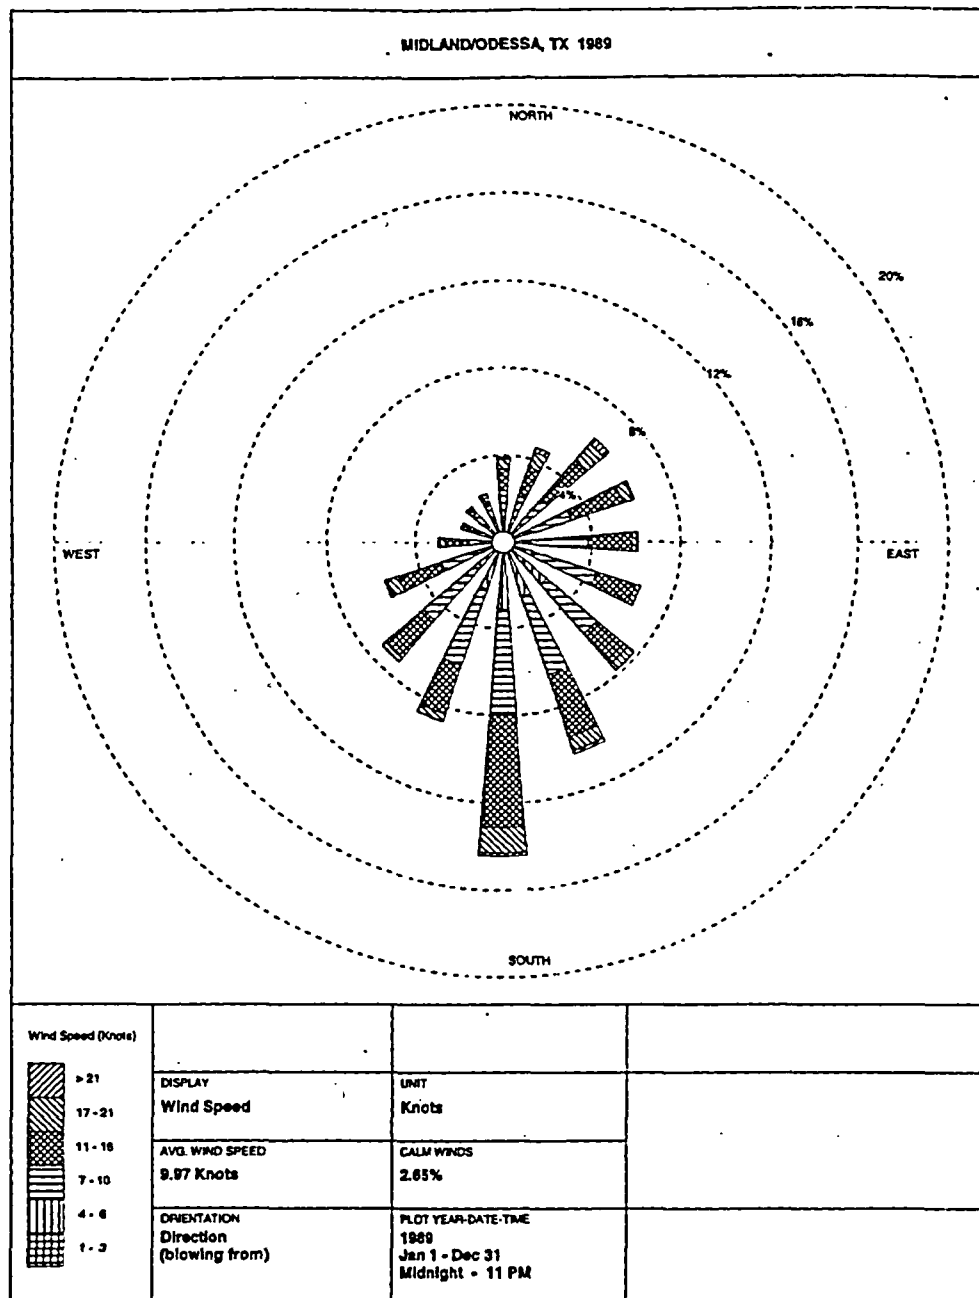 MIDLAND/ODESSA, TX 1989
NORTH
20%
16%
12%
8%
4%
WEST
EAST
SOUTH
Wind Speed (Knots)
> 21
17 - 21
11 - 16
7 - 10
4 - 6
1 - 3
DISPLAY
Wind Speed
UNIT
Knots
AVG. WIND SPEED
9.97 Knots
CALM WINDS
2.65%
ORIENTATION
Direction
(blowing from)
PLOT YEAR-DATE-TIME
1989
Jan 1 - Dec 31
Midnight - 11 PM